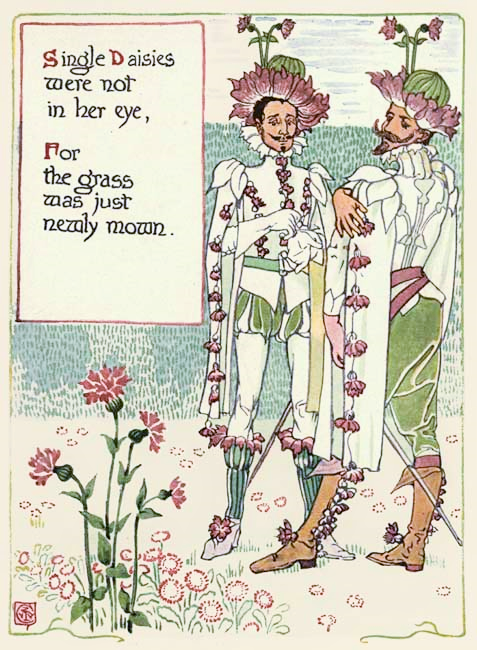 Single Daisies
were not
in her eye,
For
the grass
was just
newly mown.